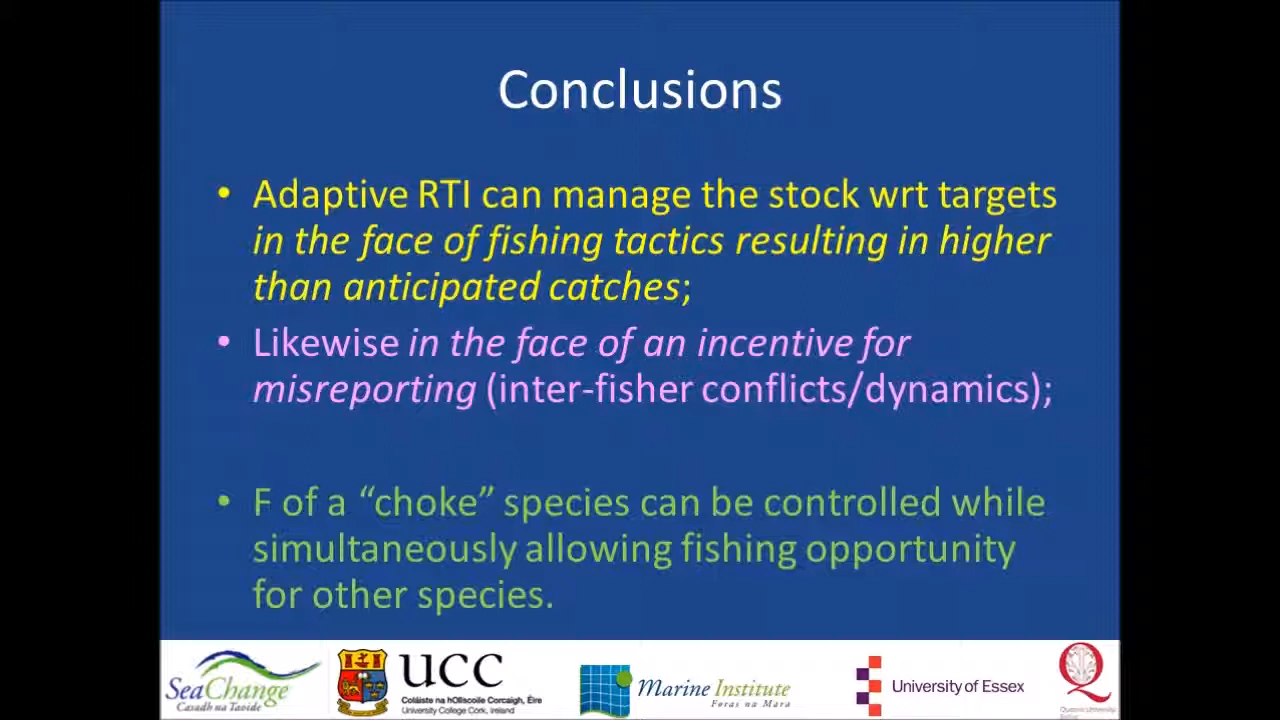 Conclusions
• Adaptive RTI can manage the stock wrt targets
in the face of fishing tactics resulting in higher
than anticipated catches;
• Likewise in the face of an incentive for
misreporting (inter-fisher conflicts/dynamics);
• F of a “choke” species can be controlled while
simultaneously allowing fishing opportunity
for other species.
SeaChange
Casadh na Taoide
UCC
Coláiste na hOllscoile Corcaigh, Éire
University College Cork, Ireland
Marine Institute
Foras na Mara
University of Essex
Queens University